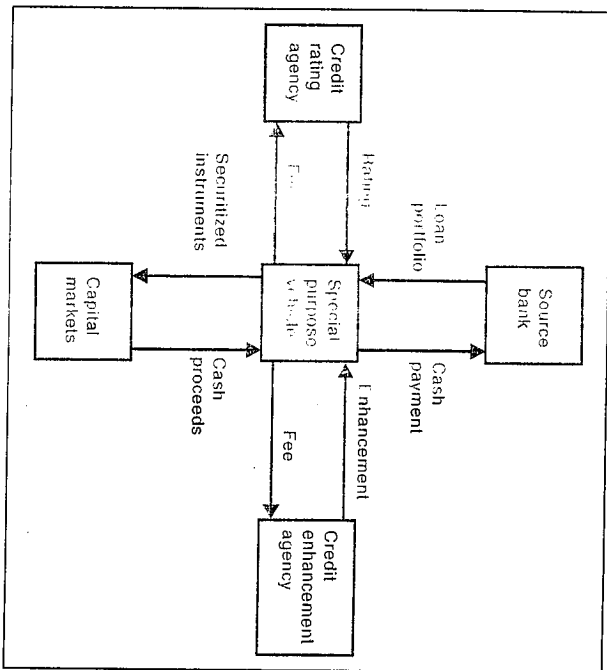 Source
bank
Loan
portfolio
Cash
payment
Credit
rating
agency
Rating
Special
purpose
vehicle
Enhancement
Credit
enhancement
agency
Fee
Securitized
instruments
Cash
proceeds
Capital
markets